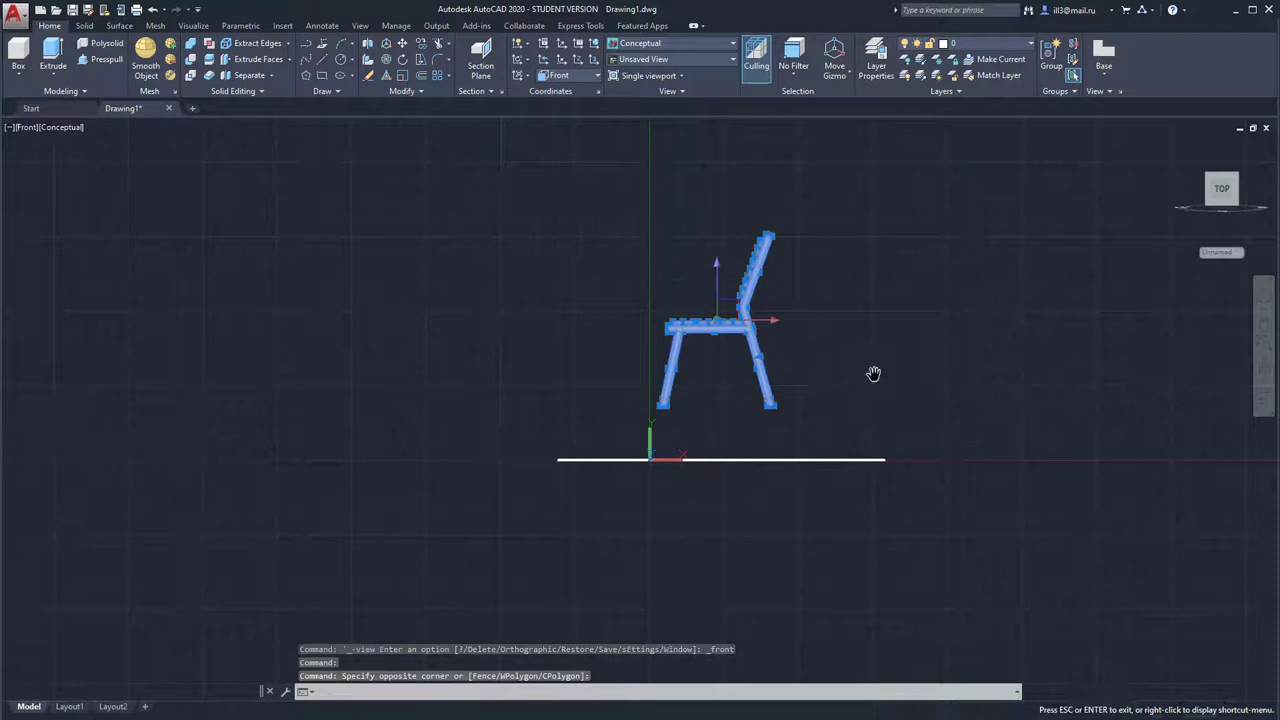 Autodesk AutoCAD 2020 - STUDENT VERSION Drawing1.dwg
Type a keyword or phrase
ill3@mail.ru
Home Solid Surface Mesh Visualize Parametric Insert Annotate View Manage Output Add-ins Collaborate Express Tools Featured Apps
Polysolid
Presspull
Box
Extrude
Smooth
Object
Extract Edges
Extrude Faces
Separate
Section
Plane
Front
Conceptual
Unsaved View
Single viewport
Culling
No Filter
Move
Gizmo
Layer
Properties
0
Make Current
Match Layer
Group
Base
Modeling Mesh Solid Editing Draw Modify Section Coordinates View Selection Layers Groups View
Start Drawing1*
[−][Front][Conceptual]
TOP
Unnamed
Y
X
Command: '_-view Enter an option [?/Delete/Orthographic/Restore/Save/sEttings/Window]: _front
Command:
Command: Specify opposite corner or [Fence/WPolygon/CPolygon]:
Model Layout1 Layout2 +
Press ESC or ENTER to exit, or right-click to display shortcut-menu.